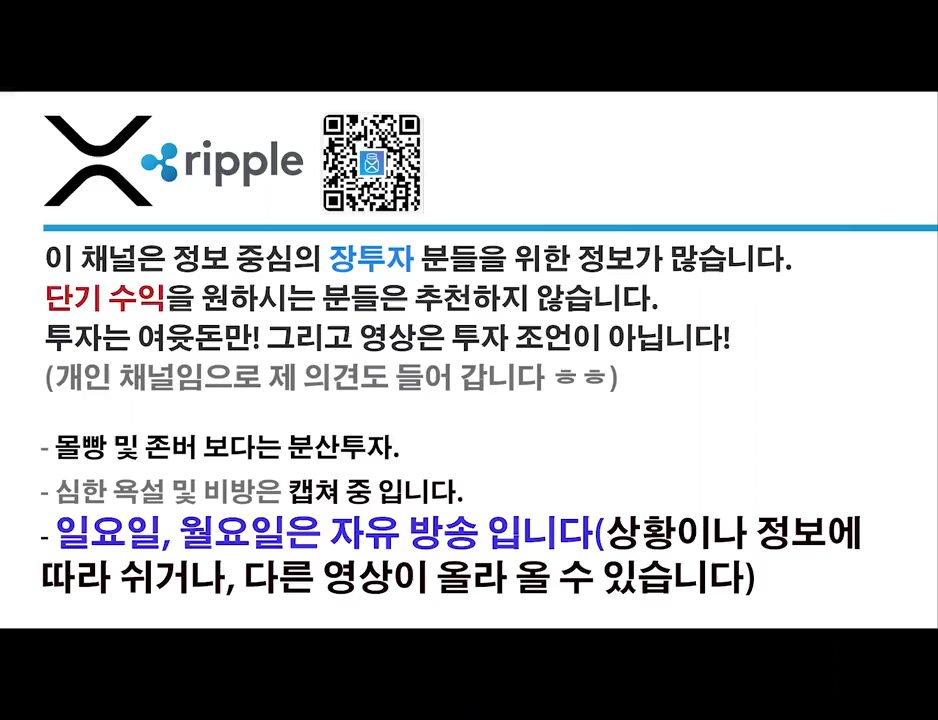 ripple
이 채널은 정보 중심의 장투자 분들을 위한 정보가 많습니다.
단기 수익을 원하시는 분들은 추천하지 않습니다.
투자는 여윳돈만! 그리고 영상은 투자 조언이 아닙니다!
(개인 채널임으로 제 의견도 들어 갑니다 ㅎㅎ)
- 몰빵 및 존버 보다는 분산투자.
- 심한 욕설 및 비방은 캡쳐 중 입니다.
- 일요일, 월요일은 자유 방송 입니다(상황이나 정보에
따라 쉬거나, 다른 영상이 올라 올 수 있습니다)